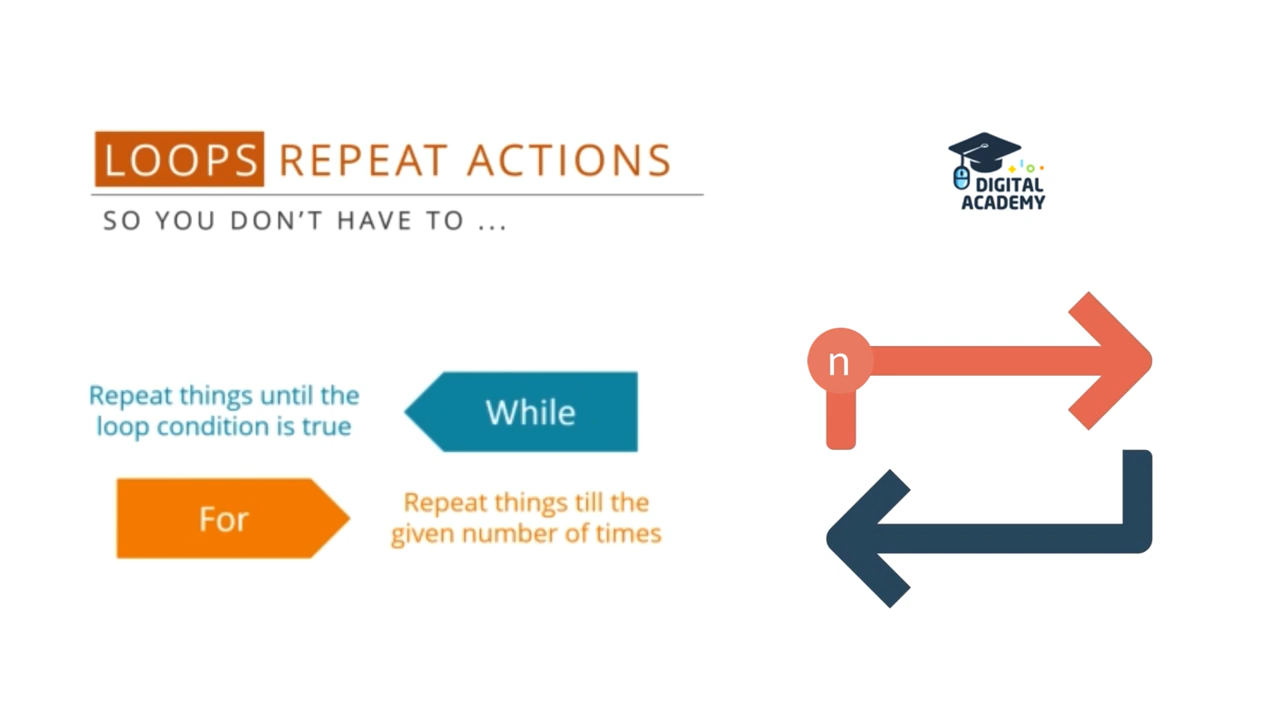 LOOPS REPEAT ACTIONS
SO YOU DON'T HAVE TO ...
DIGITAL
ACADEMY
Repeat things until the
loop condition is true
While
For
Repeat things till the
given number of times
n